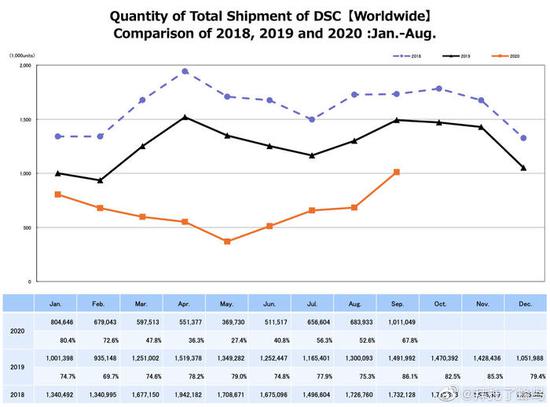 Quantity of Total Shipment of DSC【Worldwide】
Comparison of 2018, 2019 and 2020 :Jan.-Aug.
(1,000units)
2018 2019 2020
2,000
1,500
1,000
500
0
Jan. Feb. Mar. Apr. May. Jun. Jul. Aug. Sep. Oct. Nov. Dec.
2020 804,646 679,043 597,513 551,377 369,730 511,517 656,604 683,933 1,011,049
80.4% 72.6% 47.8% 36.3% 27.4% 40.8% 56.3% 52.6% 67.8%
2019 1,001,398 935,148 1,251,002 1,519,378 1,349,282 1,252,447 1,165,401 1,300,093 1,491,992 1,470,392 1,428,436 1,051,988
74.7% 69.7% 74.6% 78.2% 79.0% 74.8% 77.9% 75.3% 86.1% 82.5% 85.3% 79.4%
2018 1,340,492 1,340,995 1,677,150 1,942,182 1,708,671 1,675,096 1,496,604 1,726,760 1,732,128